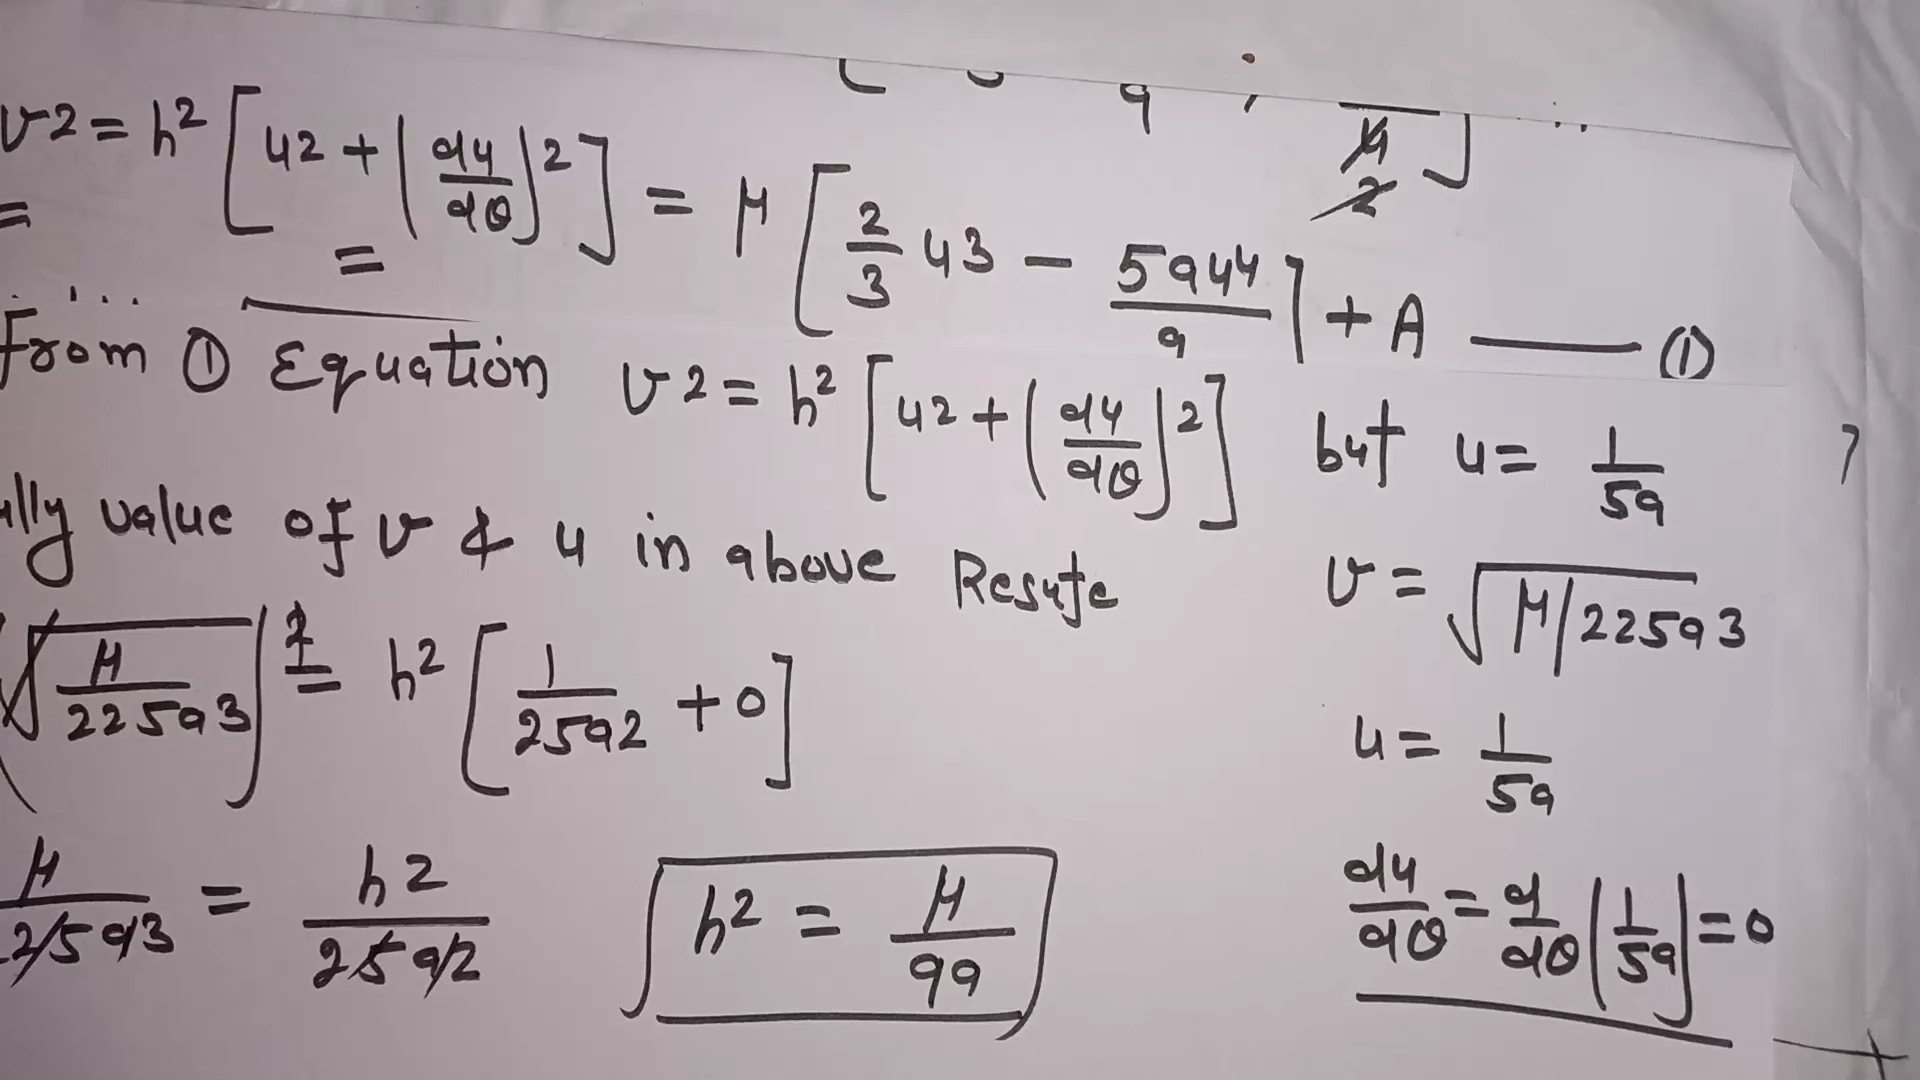 v2 = h² [u2 + (du/dθ)²] = μ [2/3 u3 − 5au4/a] + A —— ①
From ① Equation v2 = h² [u2 + (du/dθ)2] but u = 1/5a
ally value of v & u in above Resute v = √μ/225a3
(√μ/225a3)2 = h2 [1/25a2 + 0] u = 1/5a
μ/25a3 = h2/25a2 h2 = μ/9a du/dθ = d/dθ (1/5a) = 0